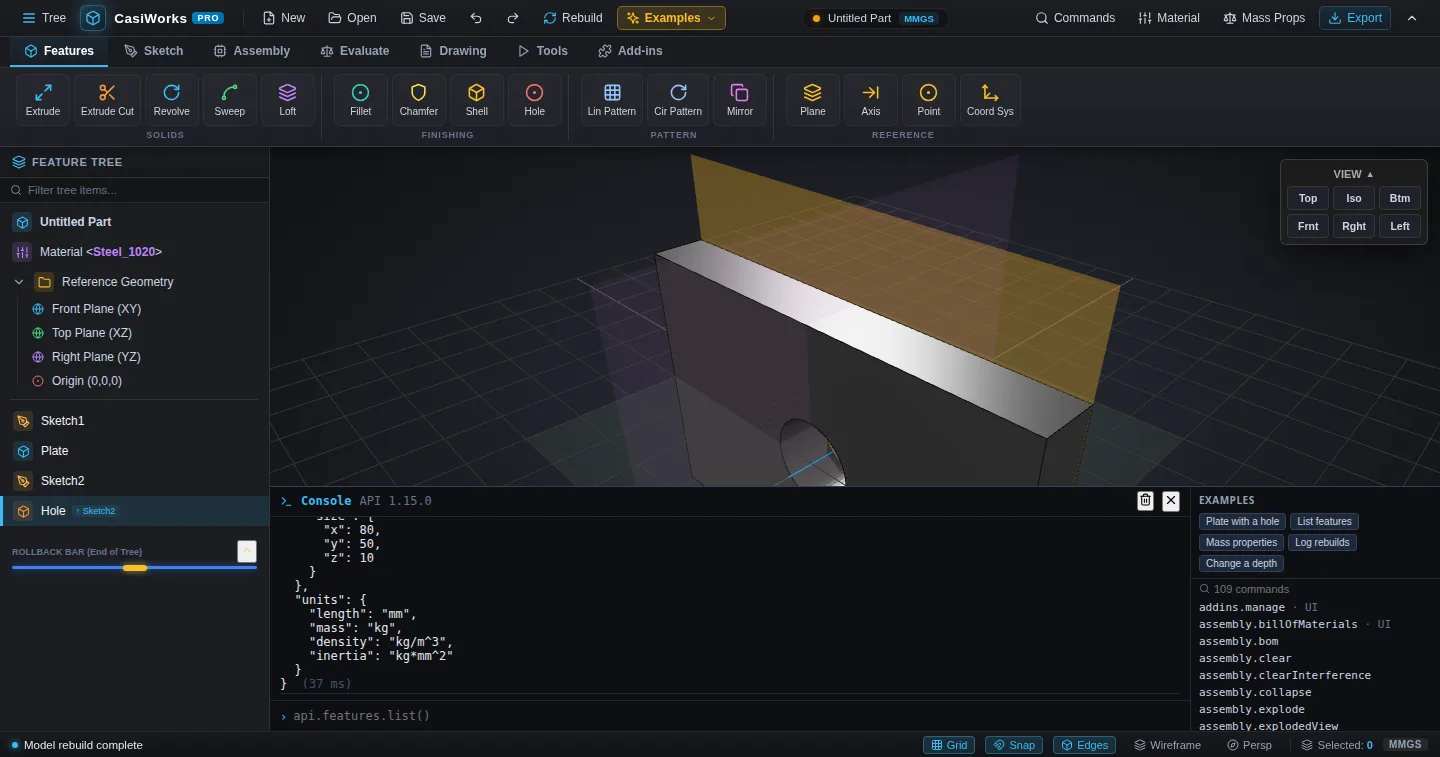 Tree CasiWorks PRO New Open Save Rebuild Examples Untitled Part MMGS Commands Material Mass Props Export
Features Sketch Assembly Evaluate Drawing Tools Add-ins
Extrude Extrude Cut Revolve Sweep Loft Fillet Chamfer Shell Hole Lin Pattern Cir Pattern Mirror Plane Axis Point Coord Sys
SOLIDS FINISHING PATTERN REFERENCE
FEATURE TREE
Filter tree items...
Untitled Part
Material <Steel_1020>
Reference Geometry
Front Plane (XY)
Top Plane (XZ)
Right Plane (YZ)
Origin (0,0,0)
Sketch1
Plate
Sketch2
Hole ↑ Sketch2
ROLLBACK BAR (End of Tree)
VIEW ▲
Top Iso Btm
Frnt Rght Left
Console API 1.15.0
"size": {
"x": 80,
"y": 50,
"z": 10
}
},
"units": {
"length": "mm",
"mass": "kg",
"density": "kg/m^3",
"inertia": "kg*mm^2"
}
} (37 ms)
› api.features.list()
EXAMPLES
Plate with a hole List features
Mass properties Log rebuilds
Change a depth
109 commands
addins.manage · UI
assembly.billOfMaterials · UI
assembly.bom
assembly.clear
assembly.clearInterference
assembly.collapse
assembly.explode
assembly.explodedView
Model rebuild complete Grid Snap Edges Wireframe Persp Selected: 0 MMGS